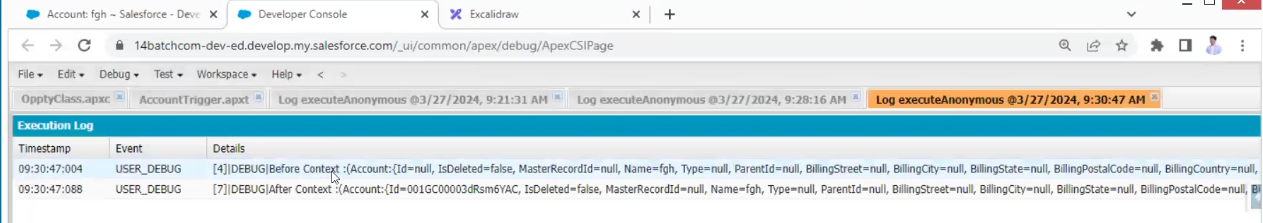 Account: fgh ~ Salesforce - Deve
Developer Console
Excalidraw
14batchcom-dev-ed.develop.my.salesforce.com/_ui/common/apex/debug/ApexCSIPage
File Edit Debug Test Workspace Help < >
OpptyClass.apxc AccountTrigger.apxt Log executeAnonymous @3/27/2024, 9:21:31 AM Log executeAnonymous @3/27/2024, 9:28:16 AM Log executeAnonymous @3/27/2024, 9:30:47 AM
Execution Log
Timestamp Event Details
09:30:47:004 USER_DEBUG [4]|DEBUG|Before Context :(Account:{Id=null, IsDeleted=false, MasterRecordId=null, Name=fgh, Type=null, ParentId=null, BillingStreet=null, BillingCity=null, BillingState=null, BillingPostalCode=null, BillingCountry=null,
09:30:47:088 USER_DEBUG [7]|DEBUG|After Context :(Account:{Id=001GC00003dRsm6YAC, IsDeleted=false, MasterRecordId=null, Name=fgh, Type=null, ParentId=null, BillingStreet=null, BillingCity=null, BillingState=null, BillingPostalCode=null,